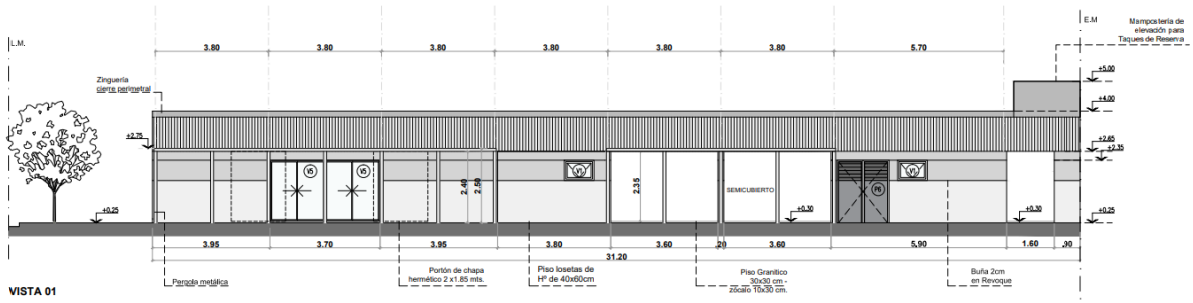 L.M.
E.M
Mampostería de
elevación para
Taques de Reserva
3.80 3.80 3.80 3.80 3.80 3.80 5.70
Zinguería
cierre perimetral
+5.00
+4.00
+2.75
+2.65
+2.35
V5 V5 V1 V1 P6
2.40 2.50 2.35
SEMICUBIERTO
+0.25 +0.30 +0.30 +0.25
3.95 3.70 3.95 3.80 3.60 .20 3.60 5.90 1.60 .90
31.20
Pergola metálica
Portón de chapa
hermético 2 x1.85 mts.
Piso losetas de
Hº de 40x60cm
Piso Granitico
30x30 cm -
zócalo 10x30 cm.
Buña 2cm
en Revoque
VISTA 01